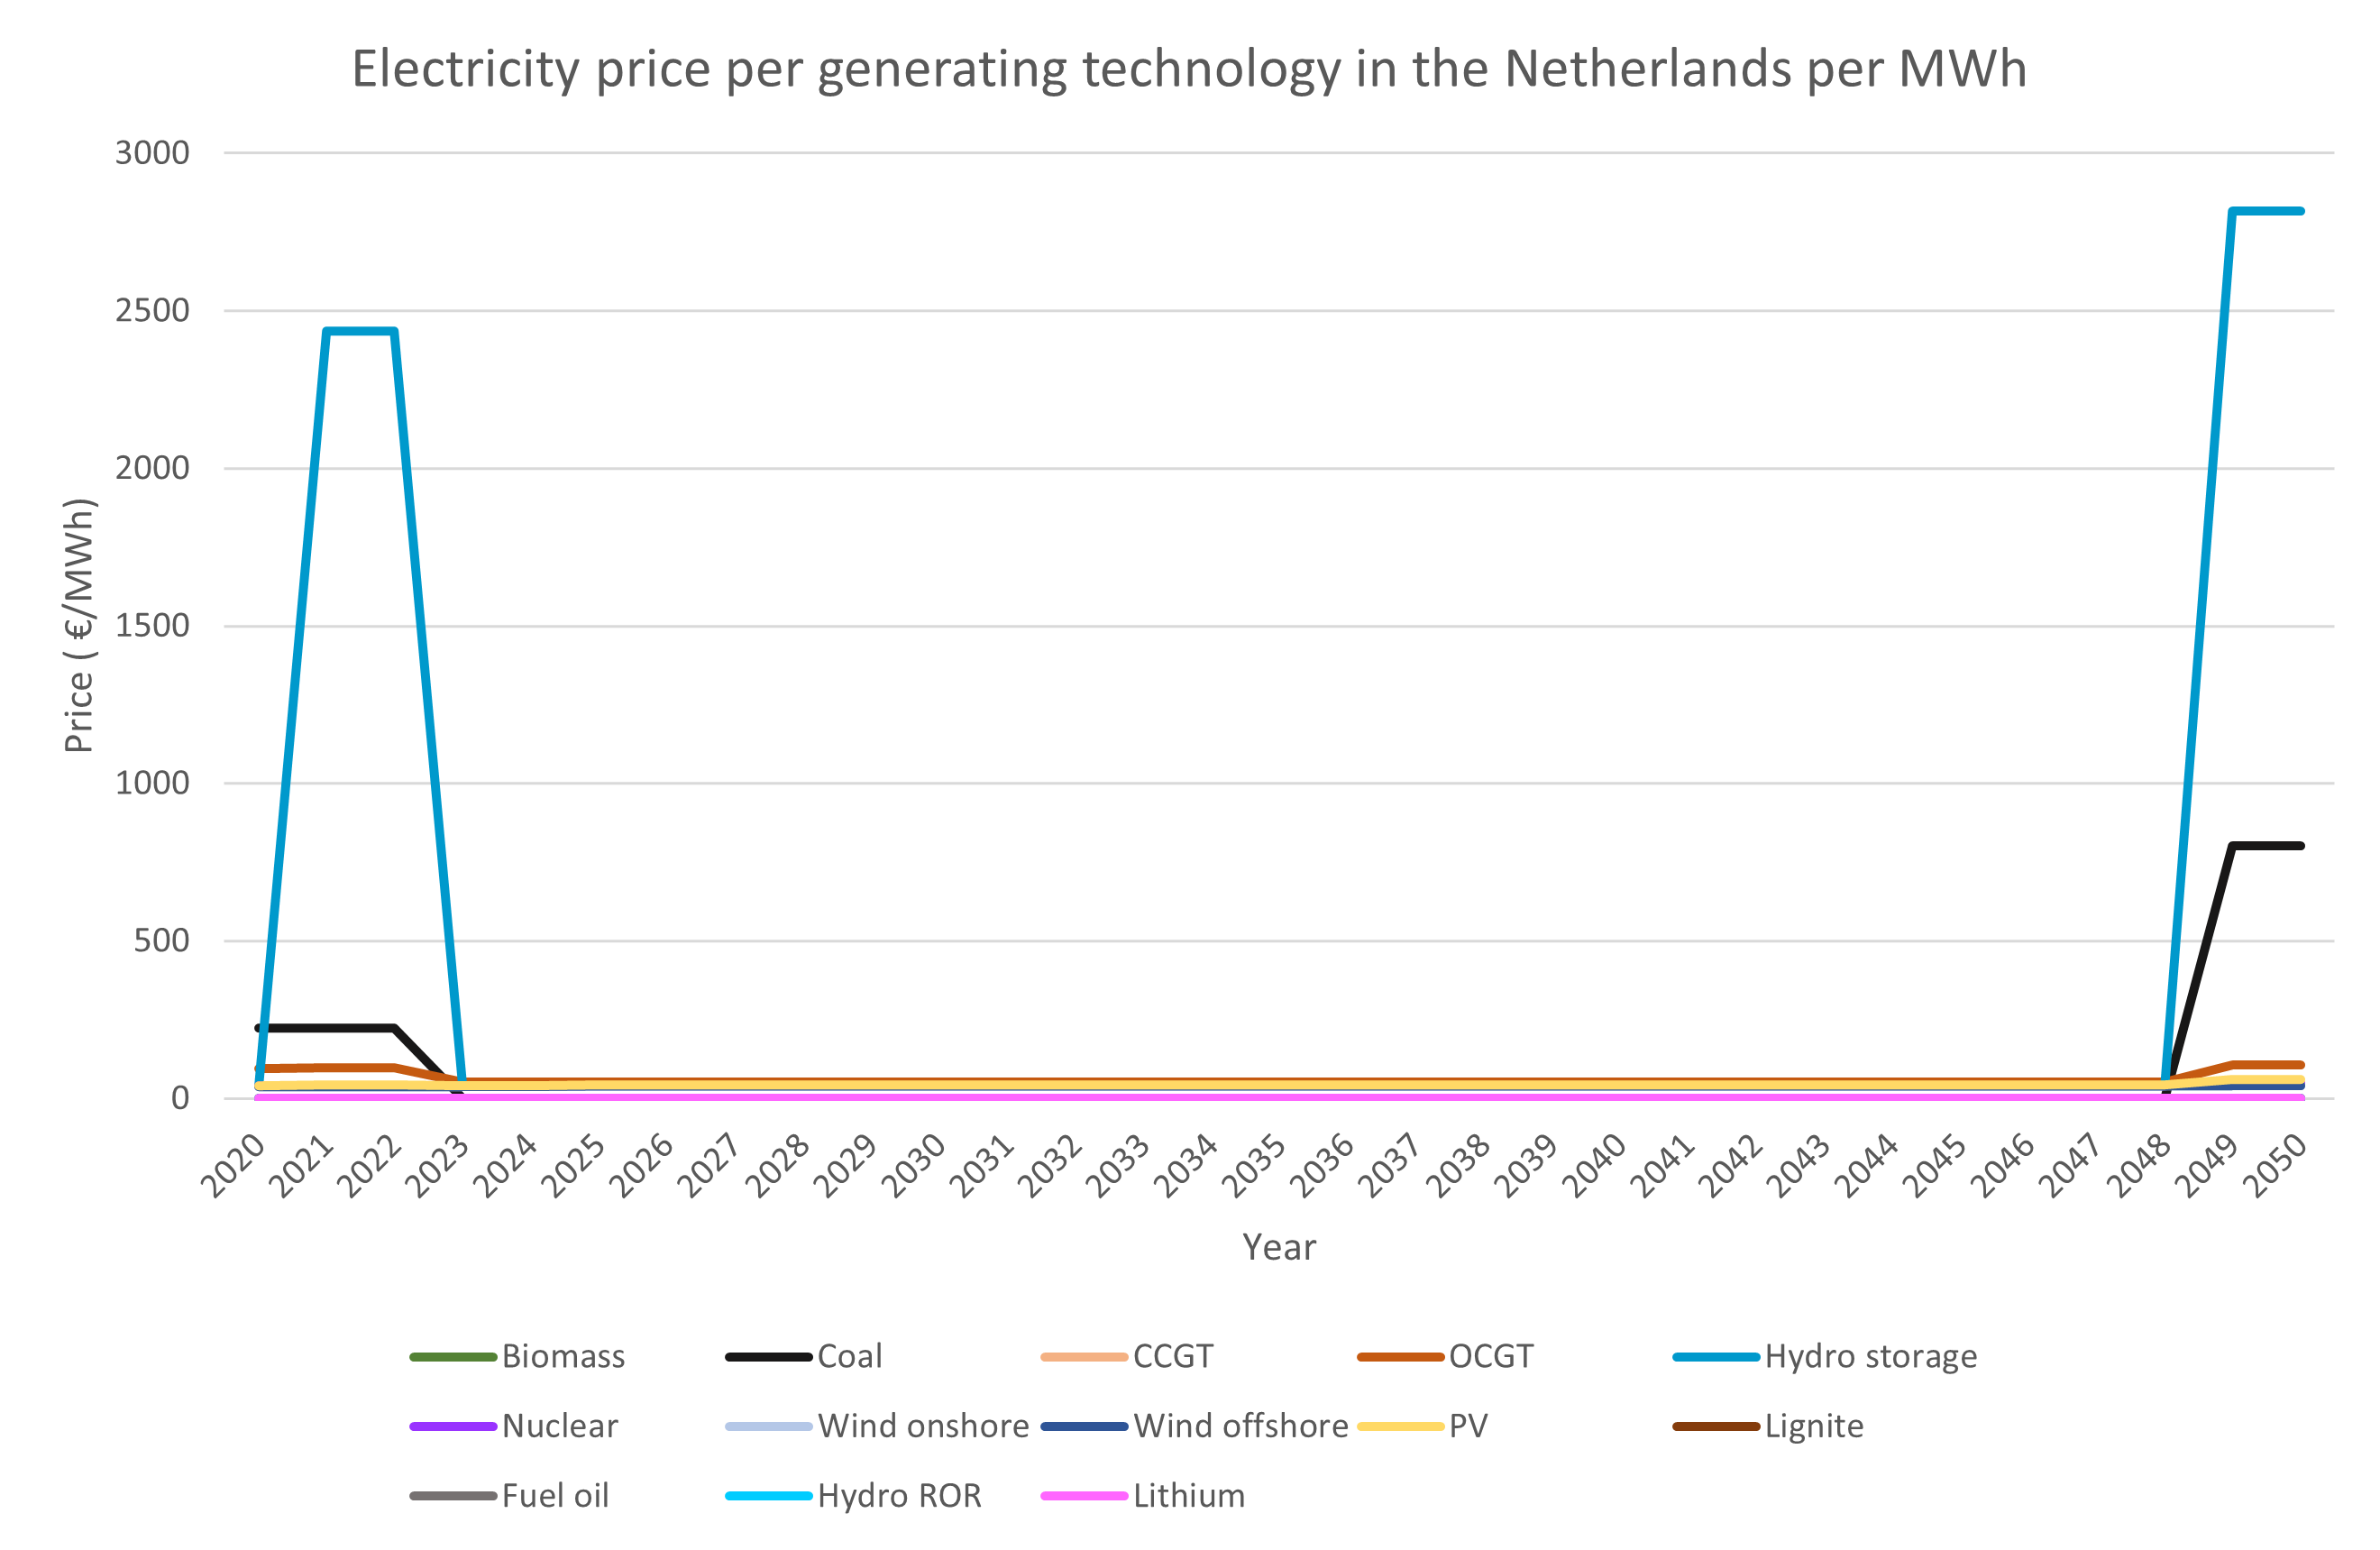 Electricity price per generating technology in the Netherlands per MWh
3000
2500
2000
1500
1000
500
0
Price ( €/MWh)
2020 2021 2022 2023 2024 2025 2026 2027 2028 2029 2030 2031 2032 2033 2034 2035 2036 2037 2038 2039 2040 2041 2042 2043 2044 2045 2046 2047 2048 2049 2050
Year
Biomass Coal CCGT OCGT Hydro storage
Nuclear Wind onshore Wind offshore PV Lignite
Fuel oil Hydro ROR Lithium